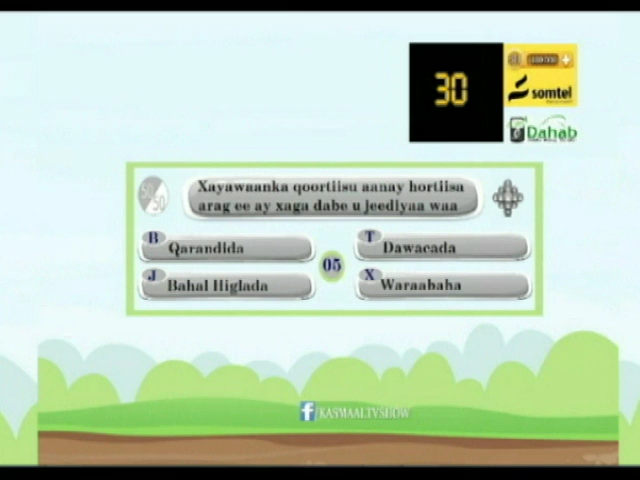 30
somtel
Dahab
50
50
Xayawaanka qoortiisu aanay hortiisa
arag ee ay xaga dabe u jeediyaa waa
B
Qarandida
T
Dawacada
05
J
Bahal Higlada
X
Waraabaha
f KASMAALTVSHOW